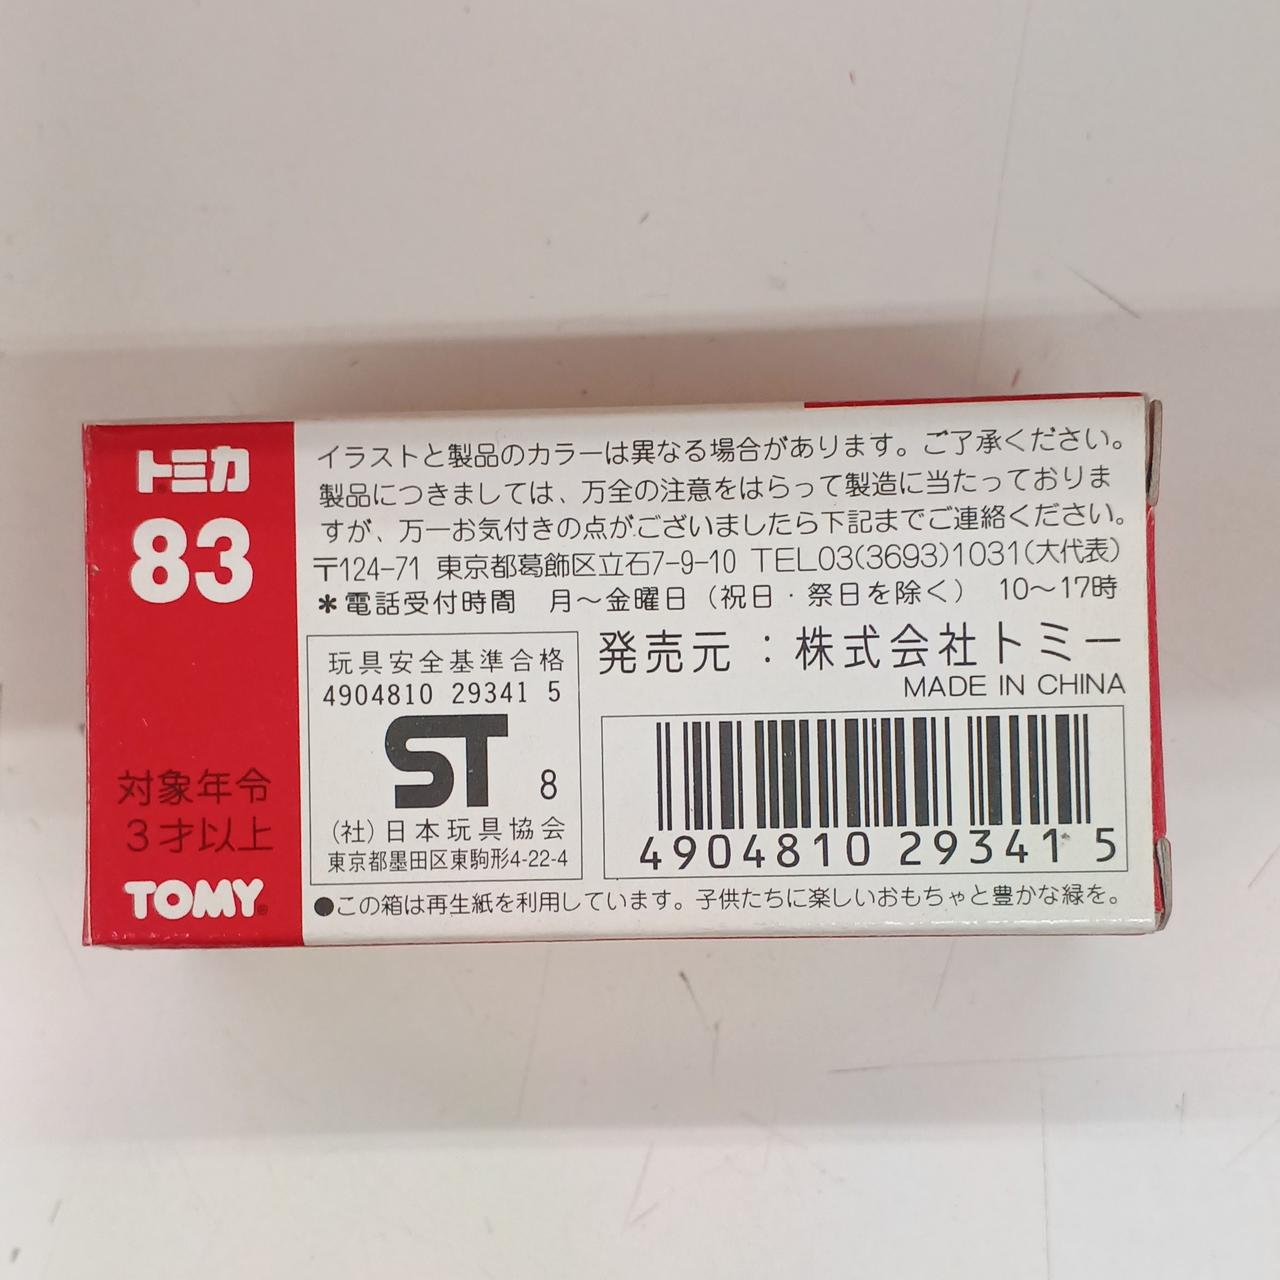 トミカ
83
対象年令
3才以上
TOMY
イラストと製品のカラーは異なる場合があります。ご了承ください。
製品につきましては、万全の注意をはらって製造に当たっておりま
すが、万一お気付きの点がございましたら下記までご連絡ください。
〒124-71 東京都葛飾区立石7-9-10 TEL03(3693)1031(大代表)
＊電話受付時間 月〜金曜日（祝日・祭日を除く） 10〜17時
玩具安全基準合格
4904810 29341 5
ST 8
(社)日本玩具協会
東京都墨田区東駒形4-22-4
発売元：株式会社トミー
MADE IN CHINA
4904810 29341 5
●この箱は再生紙を利用しています。子供たちに楽しいおもちゃと豊かな緑を。